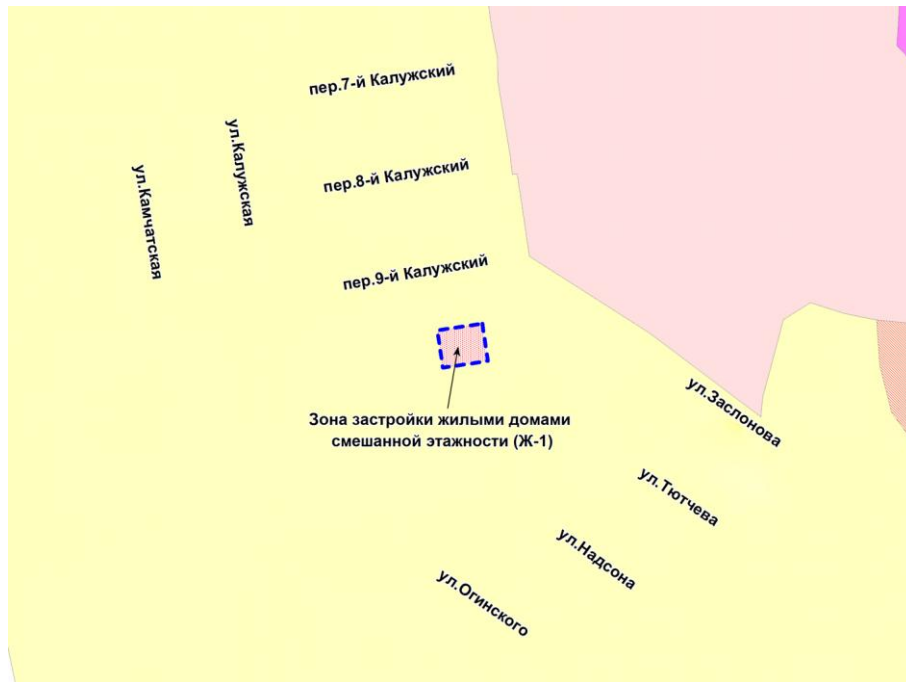 пер.7-й Калужский
ул.Калужская
ул.Камчатская
пер.8-й Калужский
пер.9-й Калужский
Зона застройки жилыми домами
смешанной этажности (Ж-1)
ул.Заслонова
ул.Тютчева
ул.Надсона
ул.Огинского